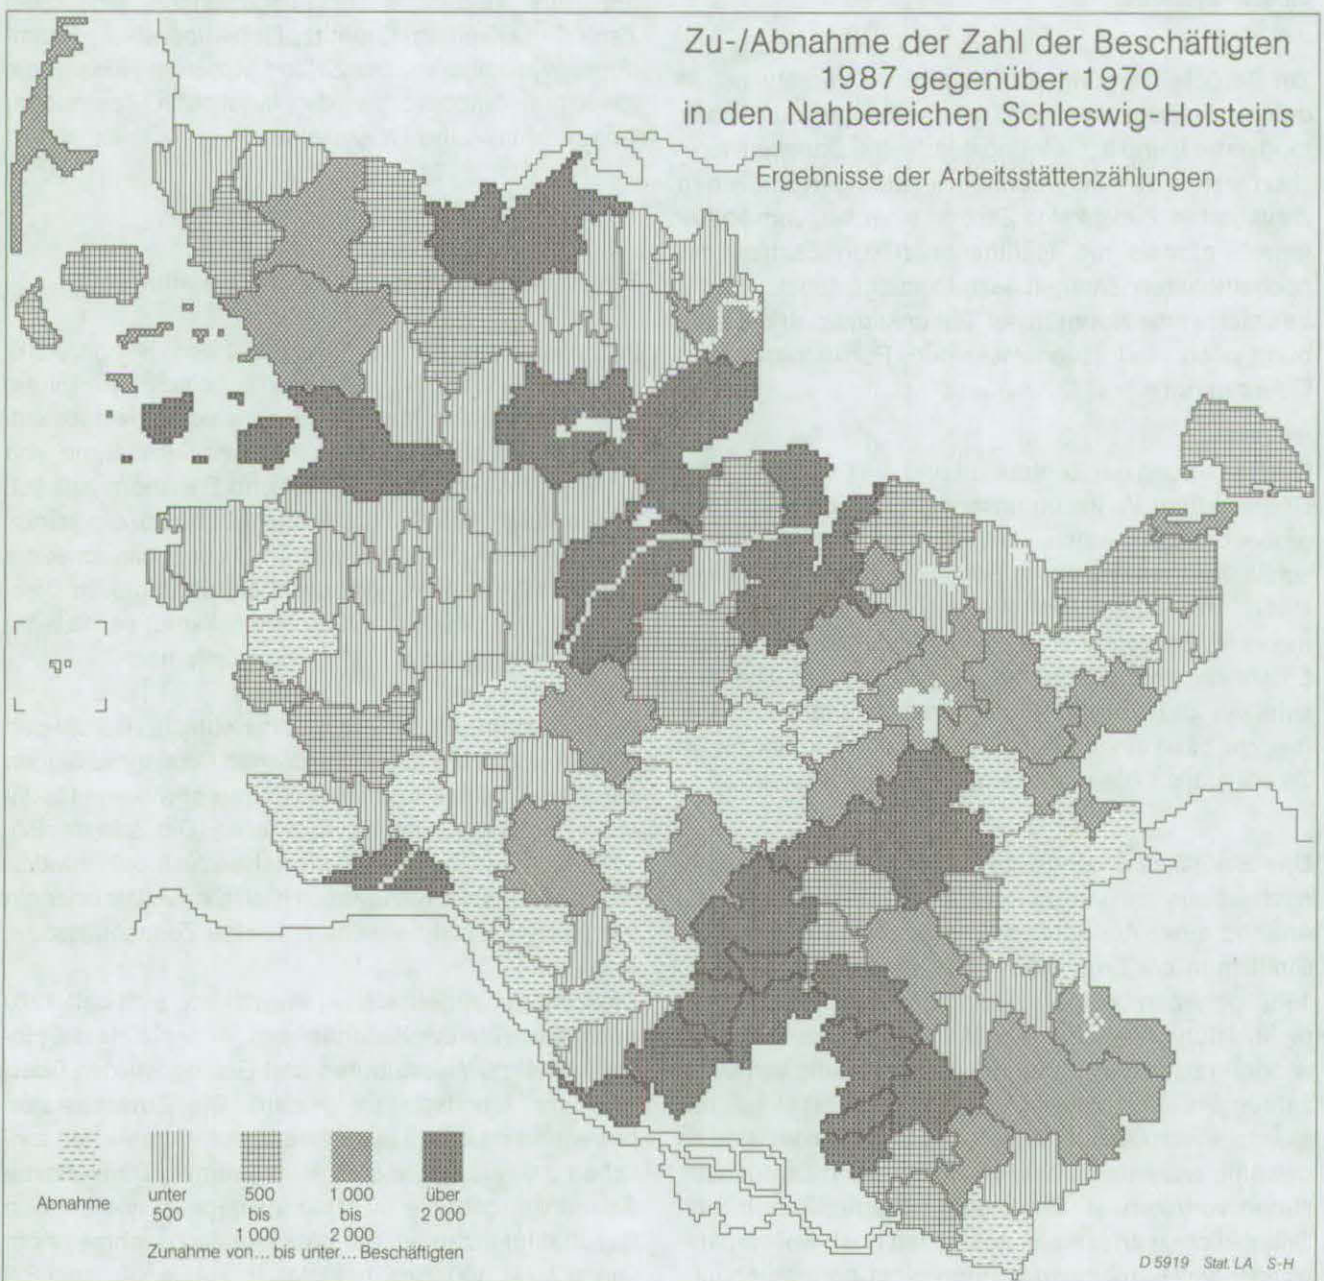 Zu-/Abnahme der Zahl der Beschäftigten
1987 gegenüber 1970
in den Nahbereichen Schleswig-Holsteins
Ergebnisse der Arbeitsstättenzählungen
Abnahme
unter
500
500
bis
1 000
1 000
bis
2 000
über
2 000
Zunahme von... bis unter... Beschäftigten
D 5919 Stat. LA S-H